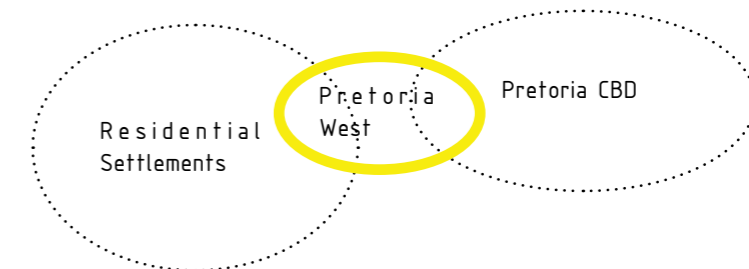 Residential
Settlements
Pretoria
West
Pretoria CBD